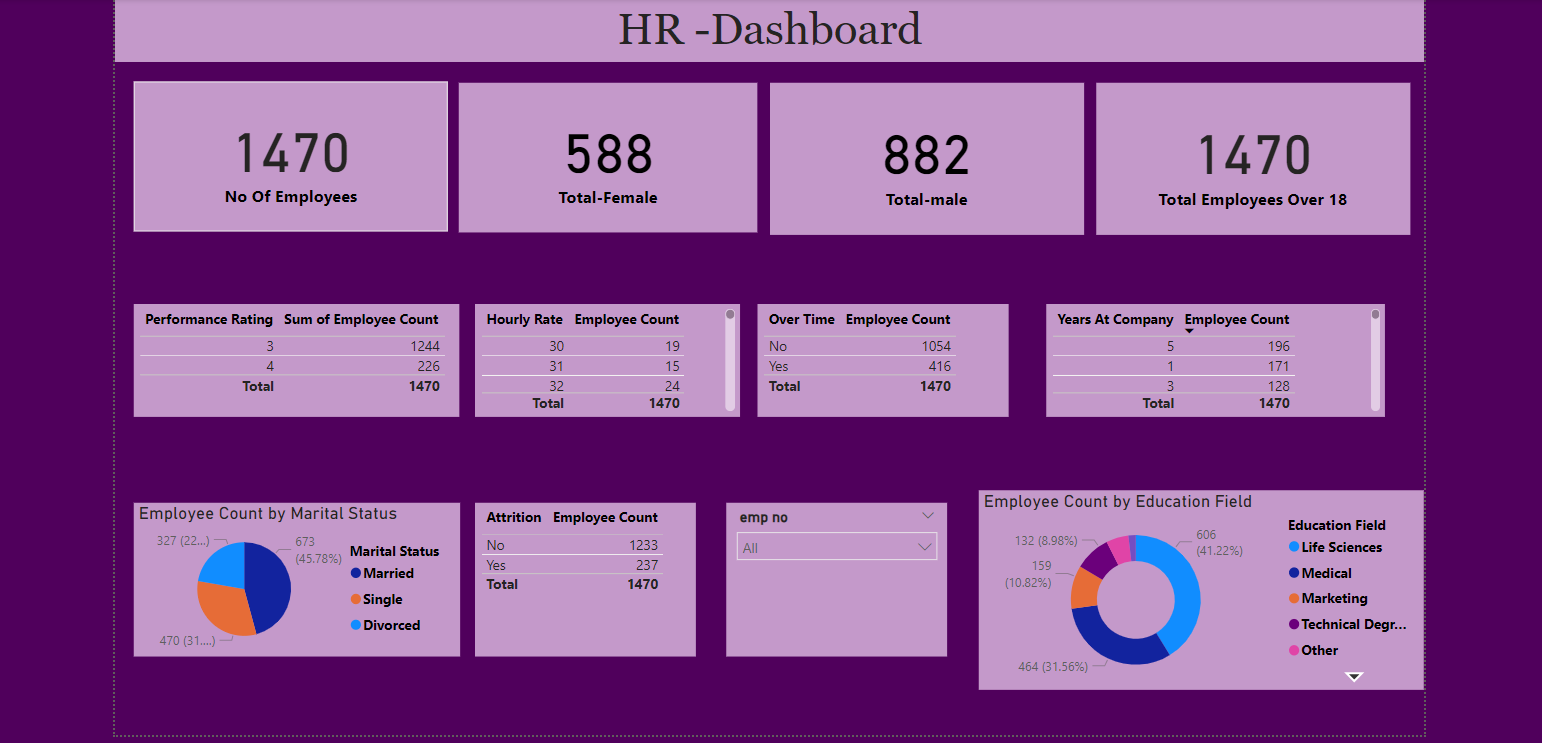 HR -Dashboard
1470
No Of Employees
588
Total-Female
882
Total-male
1470
Total Employees Over 18
Performance Rating Sum of Employee Count
3 1244
4 226
Total 1470
Hourly Rate Employee Count
30 19
31 15
32 24
Total 1470
Over Time Employee Count
No 1054
Yes 416
Total 1470
Years At Company Employee Count
5 196
1 171
3 128
Total 1470
Employee Count by Marital Status
327 (22...)
673
(45.78%)
470 (31....)
Marital Status
Married
Single
Divorced
Attrition Employee Count
No 1233
Yes 237
Total 1470
emp no
All
Employee Count by Education Field
132 (8.98%)
606
(41.22%)
159
(10.82%)
464 (31.56%)
Education Field
Life Sciences
Medical
Marketing
Technical Degr...
Other